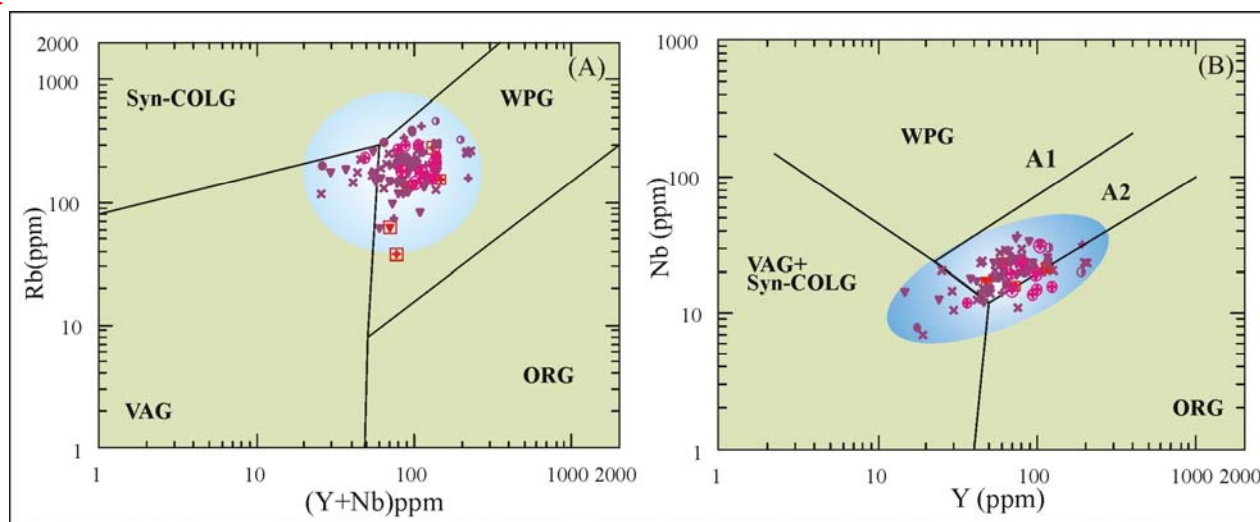 2000
(A)
1000
Syn-COLG
WPG
Rb(ppm)
100
10
ORG
VAG
1
1
10
100
1000 2000
(Y+Nb)ppm
1000
(B)
WPG
A1
Nb (ppm)
100
A2
VAG+
Syn-COLG
10
ORG
1
1
10
100
1000 2000
Y (ppm)